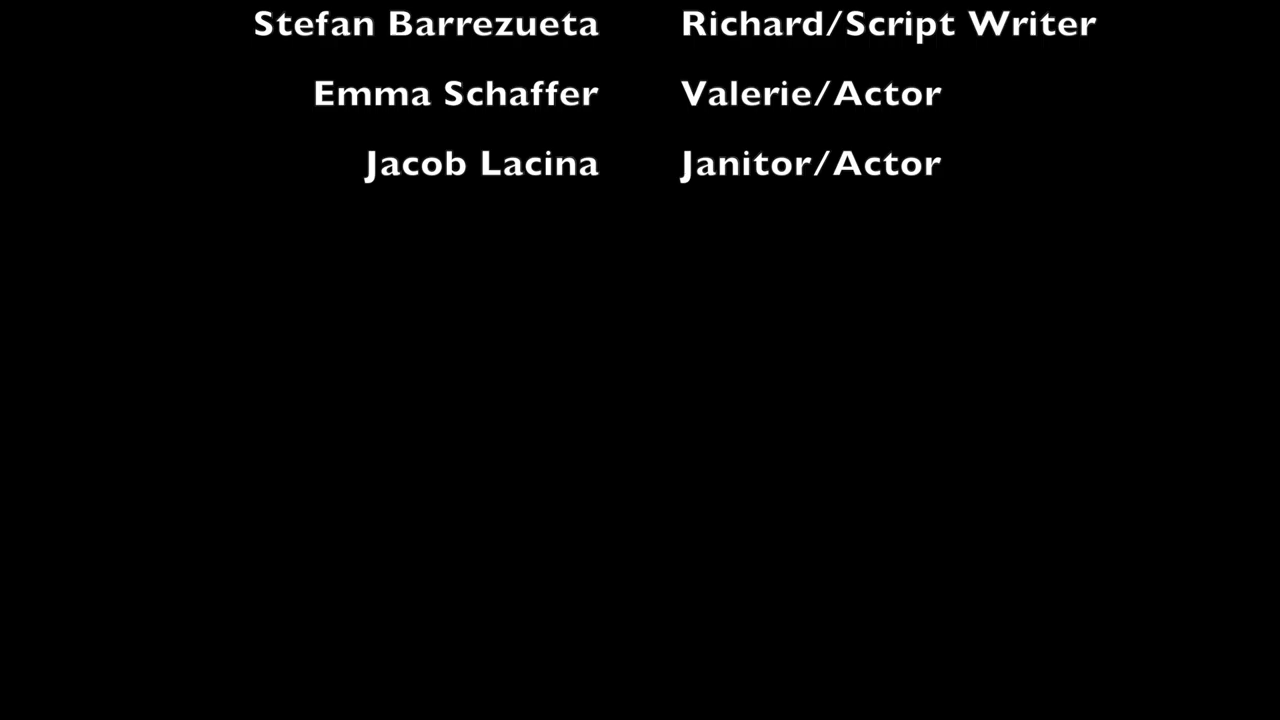 Stefan Barrezueta Richard/Script Writer
Emma Schaffer Valerie/Actor
Jacob Lacina Janitor/Actor